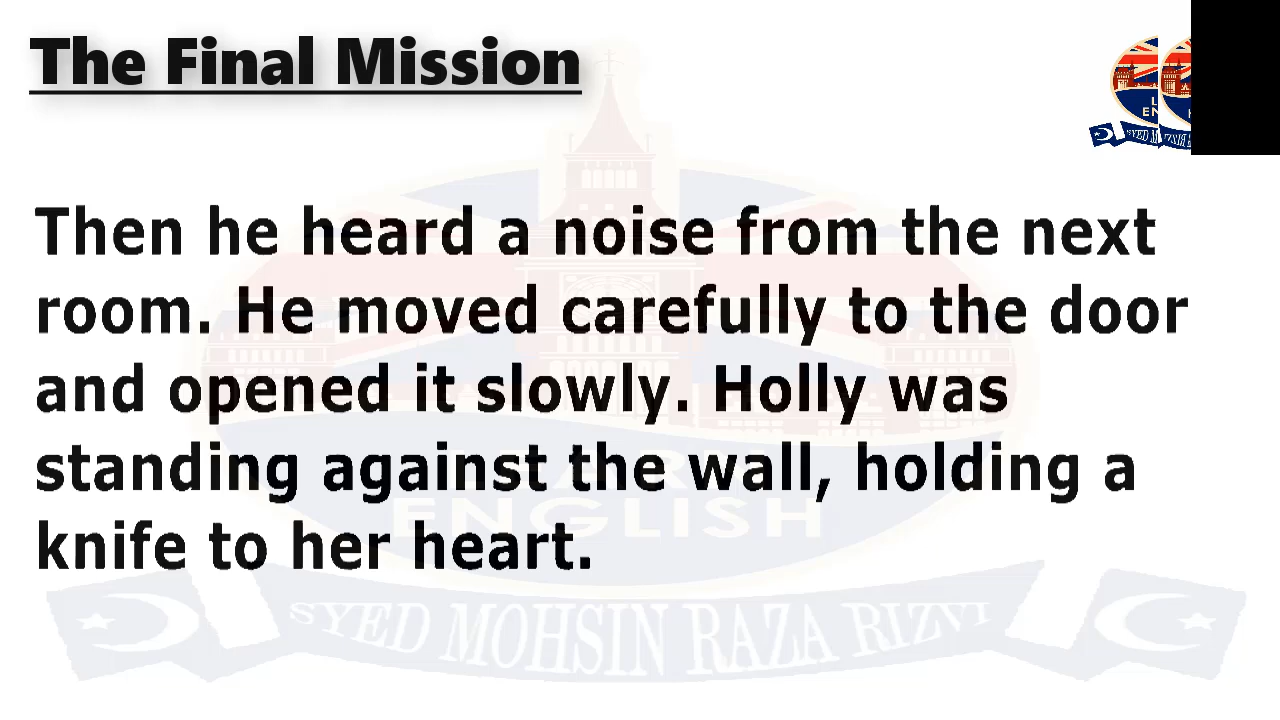 The Final Mission
Then he heard a noise from the next
room. He moved carefully to the door
and opened it slowly. Holly was
standing against the wall, holding a
knife to her heart.
LEARN
ENGLISH
SYED MOHSIN RAZA RIZVI